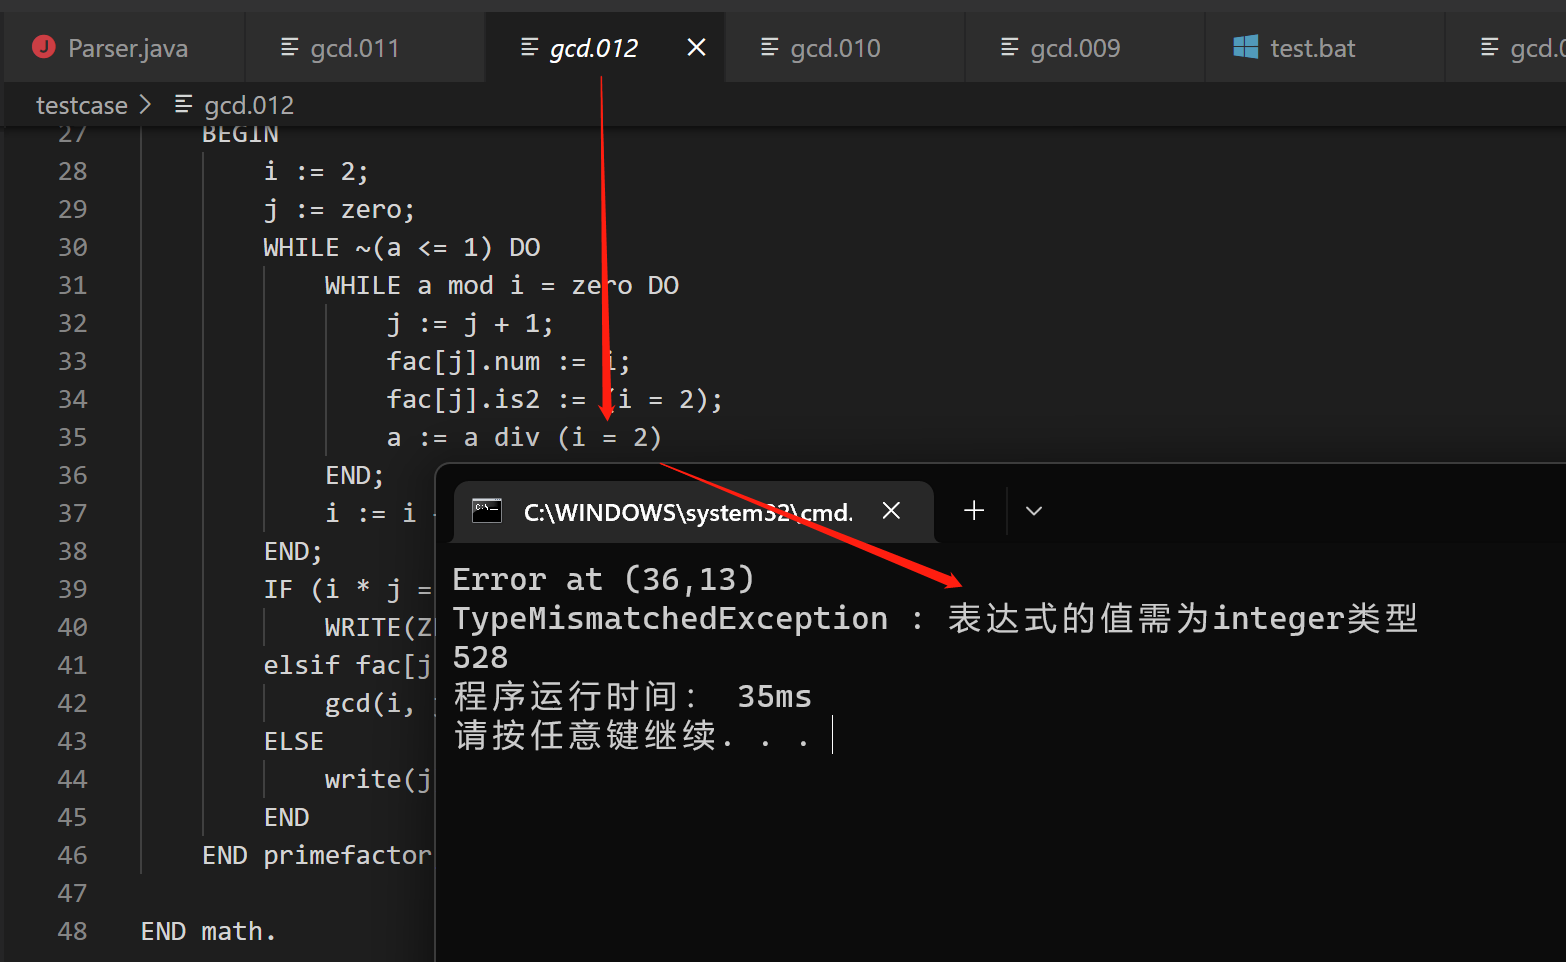 Parser.java gcd.011 gcd.012 gcd.010 gcd.009 test.bat gcd.0
testcase > gcd.012
27 BEGIN
28 i := 2;
29 j := zero;
30 WHILE ~(a <= 1) DO
31 WHILE a mod i = zero DO
32 j := j + 1;
33 fac[j].num := i;
34 fac[j].is2 := (i = 2);
35 a := a div (i = 2)
36 END;
37 i := i
38 END;
39 IF (i * j =
40 WRITE(Z
41 elsif fac[j
42 gcd(i,
43 ELSE
44 write(j
45 END
46 END primefactor
47
48 END math.
C:\WINDOWS\system32\cmd.
Error at (36,13)
TypeMismatchedException : 表达式的值需为integer类型
528
程序运行时间： 35ms
请按任意键继续. . .